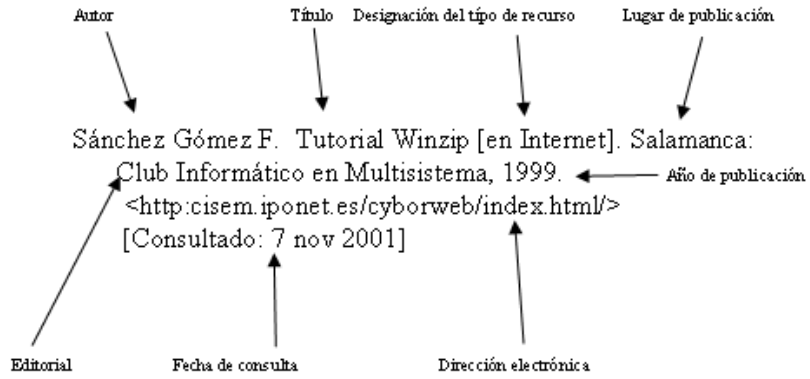 Autor Título Designación del típo de recurso Lugar de publicación
Sánchez Gómez F. Tutorial Winzip [en Internet]. Salamanca:
Club Informático en Multisistema, 1999. Año de publicación
<http:cisem.iponet.es/cyborweb/index.html/>
[Consultado: 7 nov 2001]
Editorial Fecha de consulta Dirección electrónica